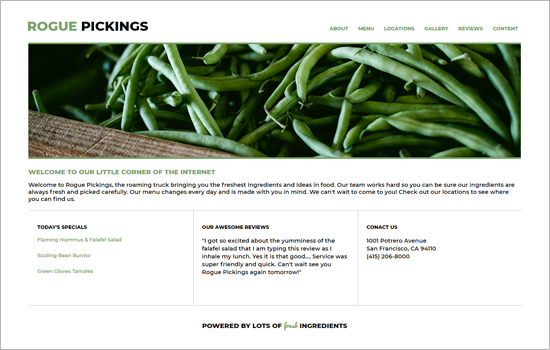 ROGUE PICKINGS
ABOUT MENU LOCATIONS GALLERY REVIEWS CONTENT
WELCOME TO OUR LITTLE CORNER OF THE INTERNET
Welcome to Rogue Pickings, the roaming truck bringing you the freshest ingredients and ideas in food. Our team works hard so you can be sure our ingredients are
always fresh and picked carefully. Our menu changes every day and is made with you in mind. We can't wait to come to you! Check out our locations to see where
you can find us.
TODAY'S SPECIALS
Flaming Hummus & Falafel Salad
Sizzling Bean Burrito
Green Gloves Tamales
OUR AWESOME REVIEWS
"I got so excited about the yumminess of the
falafel salad that I am typing this review as I
inhale my lunch. Yes it is that good.... Service was
super friendly and quick. Can't wait see you
Rogue Pickings again tomorrow!"
CONACT US
1001 Potrero Avenue
San Francisco, CA 94110
(415) 206-8000
POWERED BY LOTS OF fresh INGREDIENTS